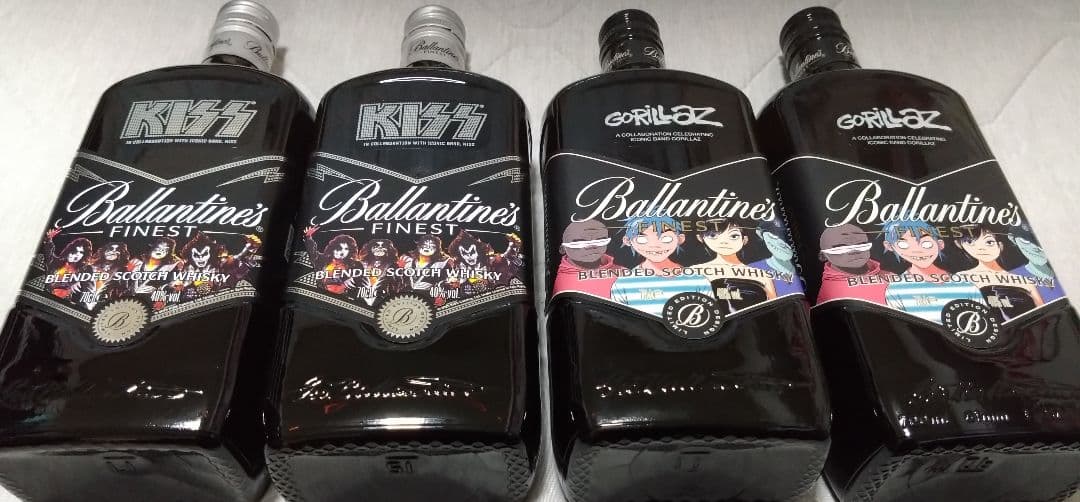 Ballantine's
KISS
IN COLLABORATION WITH ICONIC BAND, KISS
Ballantine's
FINEST
BLENDED SCOTCH WHISKY
70cl℮ 40%vol.
B
Ballantine's
FINEST
KISS
IN COLLABORATION WITH ICONIC BAND, KISS
Ballantine's
FINEST
BLENDED SCOTCH WHISKY
70cl℮ 40%vol.
B
GORILLAZ
A COLLABORATION CELEBRATING
ICONIC BAND GORILLAZ
Ballantine's
FINEST
BLENDED SCOTCH WHISKY
LIMITED EDITION DESIGN
B
GORILLAZ
A COLLABORATION CELEBRATING
ICONIC BAND GORILLAZ
Ballantine's
FINEST
BLENDED SCOTCH WHISKY
LIMITED EDITION DESIGN
B